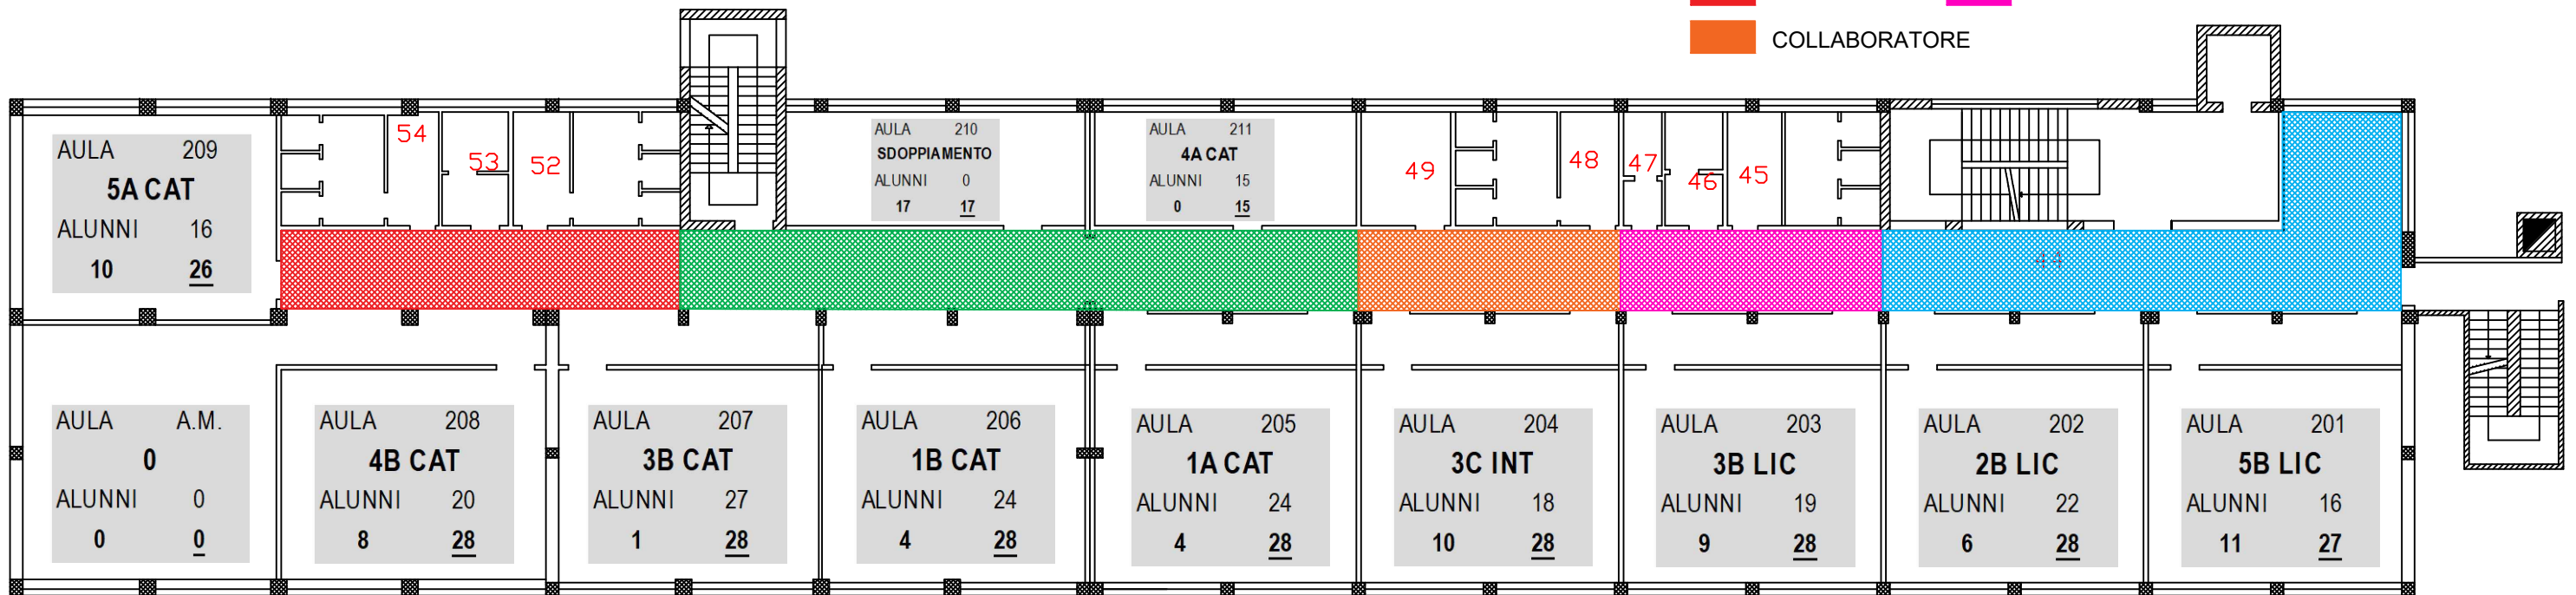 COLLABORATORE
AULA 209
5A CAT
ALUNNI 16
10 26
54
53
52
AULA 210
SDOPPIAMENTO
ALUNNI 0
17 17
AULA 211
4A CAT
ALUNNI 15
0 15
49
48
47
46
45
44
AULA A.M.
0
ALUNNI 0
0 0
AULA 208
4B CAT
ALUNNI 20
8 28
AULA 207
3B CAT
ALUNNI 27
1 28
AULA 206
1B CAT
ALUNNI 24
4 28
AULA 205
1A CAT
ALUNNI 24
4 28
AULA 204
3C INT
ALUNNI 18
10 28
AULA 203
3B LIC
ALUNNI 19
9 28
AULA 202
2B LIC
ALUNNI 22
6 28
AULA 201
5B LIC
ALUNNI 16
11 27